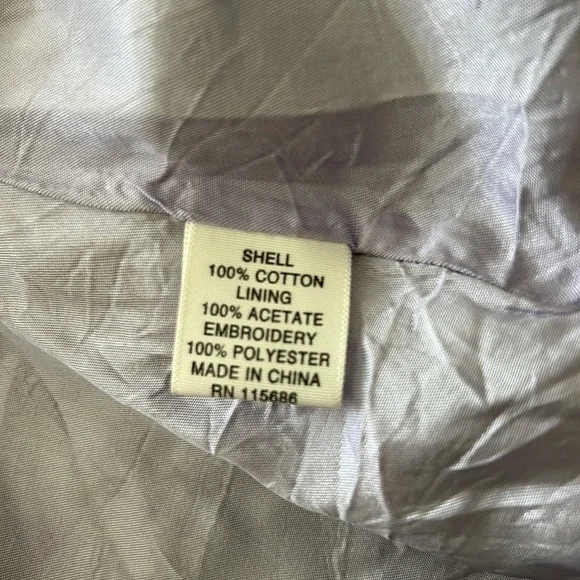 SHELL
100% COTTON
LINING
100% ACETATE
EMBROIDERY
100% POLYESTER
MADE IN CHINA
RN 115686